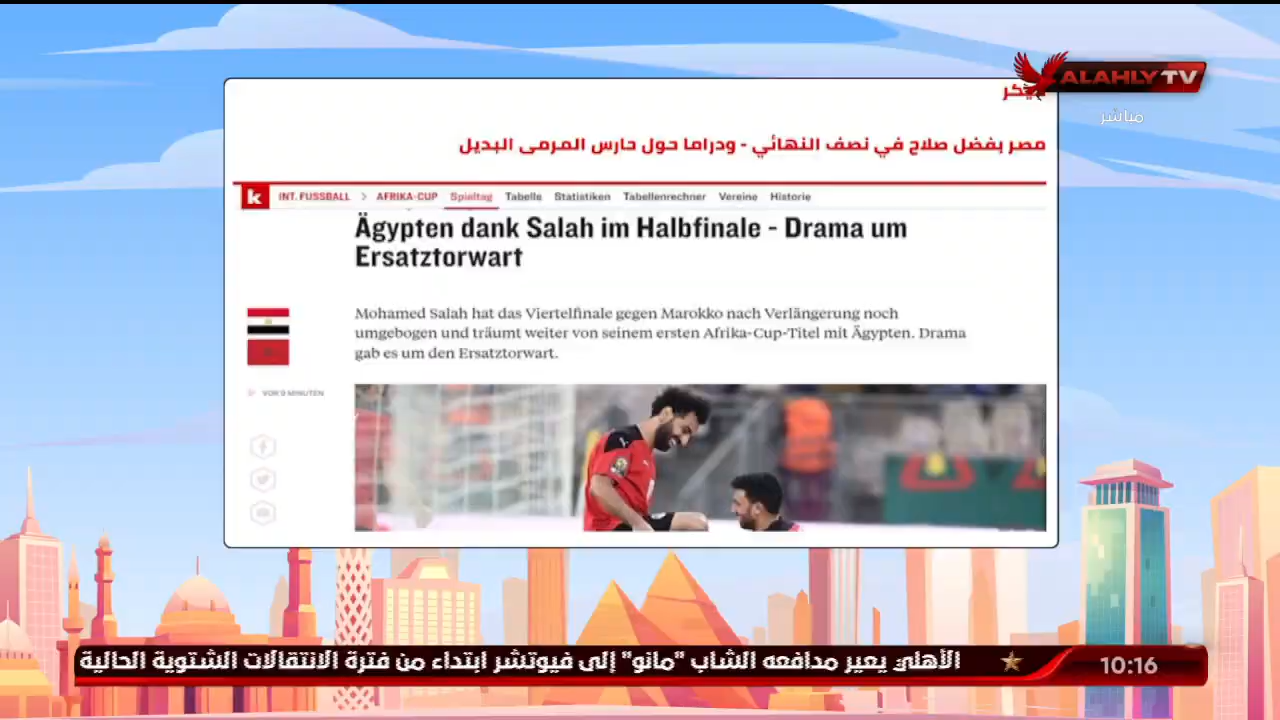 ALAHLY TV
مباشر
مصر بفضل صلاح في نصف النهائي - ودراما حول حارس المرمى البديل
k INT. FUSSBALL > AFRIKA-CUP Spieltag Tabelle Statistiken Tabellenrechner Vereine Historie
Ägypten dank Salah im Halbfinale - Drama um
Ersatztorwart
Mohamed Salah hat das Viertelfinale gegen Marokko nach Verlängerung noch
umgebogen und träumt weiter von seinem ersten Afrika-Cup-Titel mit Ägypten. Drama
gab es um den Ersatztorwart.
VOR 9 MINUTEN
الأهلي يعير مدافعه الشاب "مانو" إلى فيوتشر ابتداء من فترة الانتقالات الشتوية الحالية
10:16